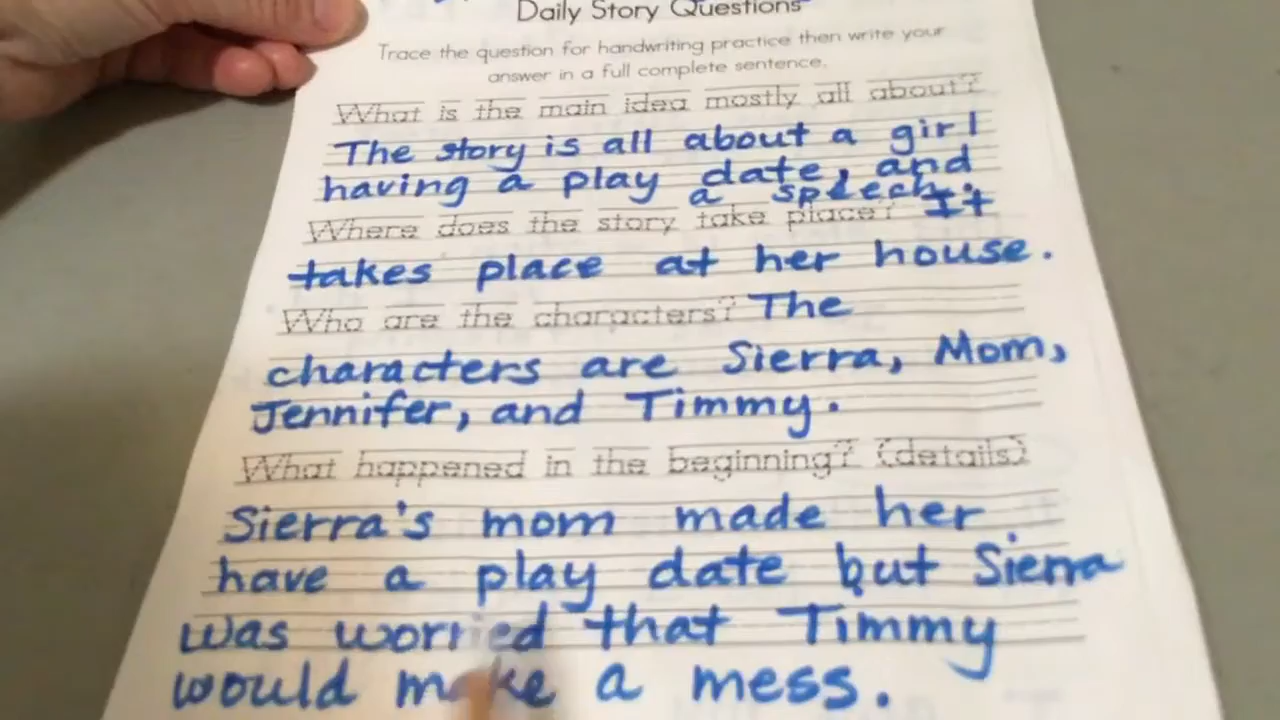 Daily Story Questions
Trace the question for handwriting practice then write your
answer in a full complete sentence.
What is the main idea mostly all about?
The story is all about a girl
having a play date, and
a speech.
Where does the story take place? It
takes place at her house.
Who are the characters? The
characters are Sierra, Mom,
Jennifer, and Timmy.
What happened in the beginning? (details)
Sierra's mom made her
have a play date but Sierra
was worried that Timmy
would make a mess.